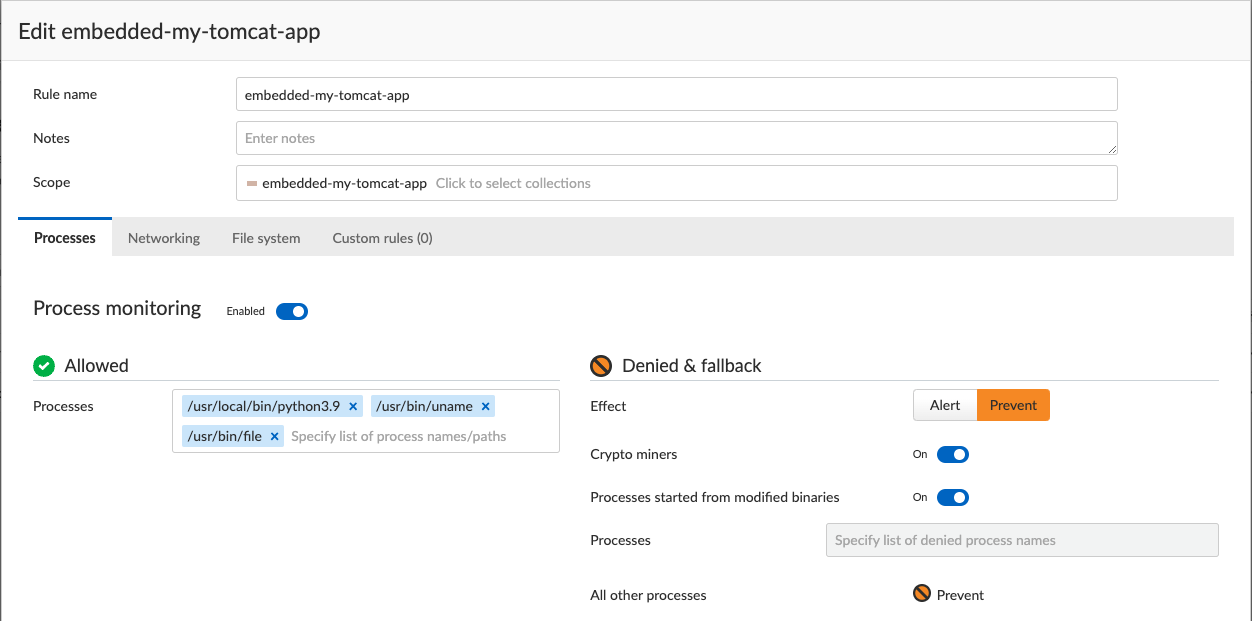 Edit embedded-my-tomcat-app
Rule name
embedded-my-tomcat-app
Notes
Enter notes
Scope
embedded-my-tomcat-app Click to select collections
Processes Networking File system Custom rules (0)
Process monitoring Enabled
Allowed
Processes
/usr/local/bin/python3.9 × /usr/bin/uname ×
/usr/bin/file × Specify list of process names/paths
Denied & fallback
Effect Alert Prevent
Crypto miners On
Processes started from modified binaries On
Processes Specify list of denied process names
All other processes Prevent